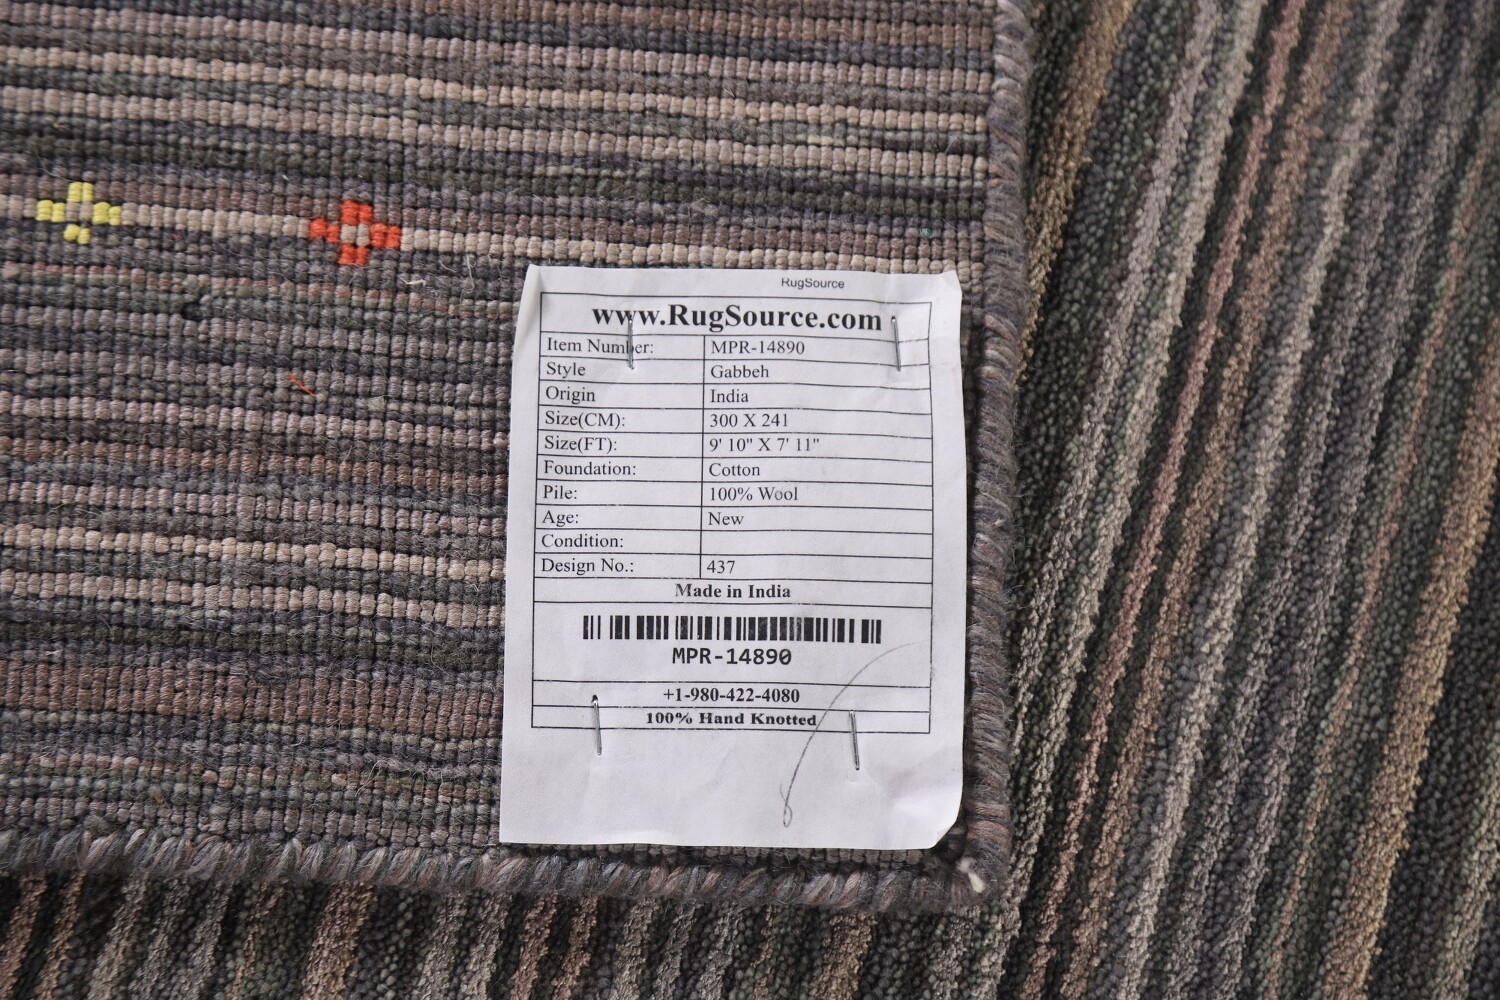 RugSource
www.RugSource.com
Item Number: MPR-14890
Style Gabbeh
Origin India
Size(CM): 300 X 241
Size(FT): 9' 10" X 7' 11"
Foundation: Cotton
Pile: 100% Wool
Age: New
Condition:
Design No.: 437
Made in India
MPR-14890
+1-980-422-4080
100% Hand Knotted